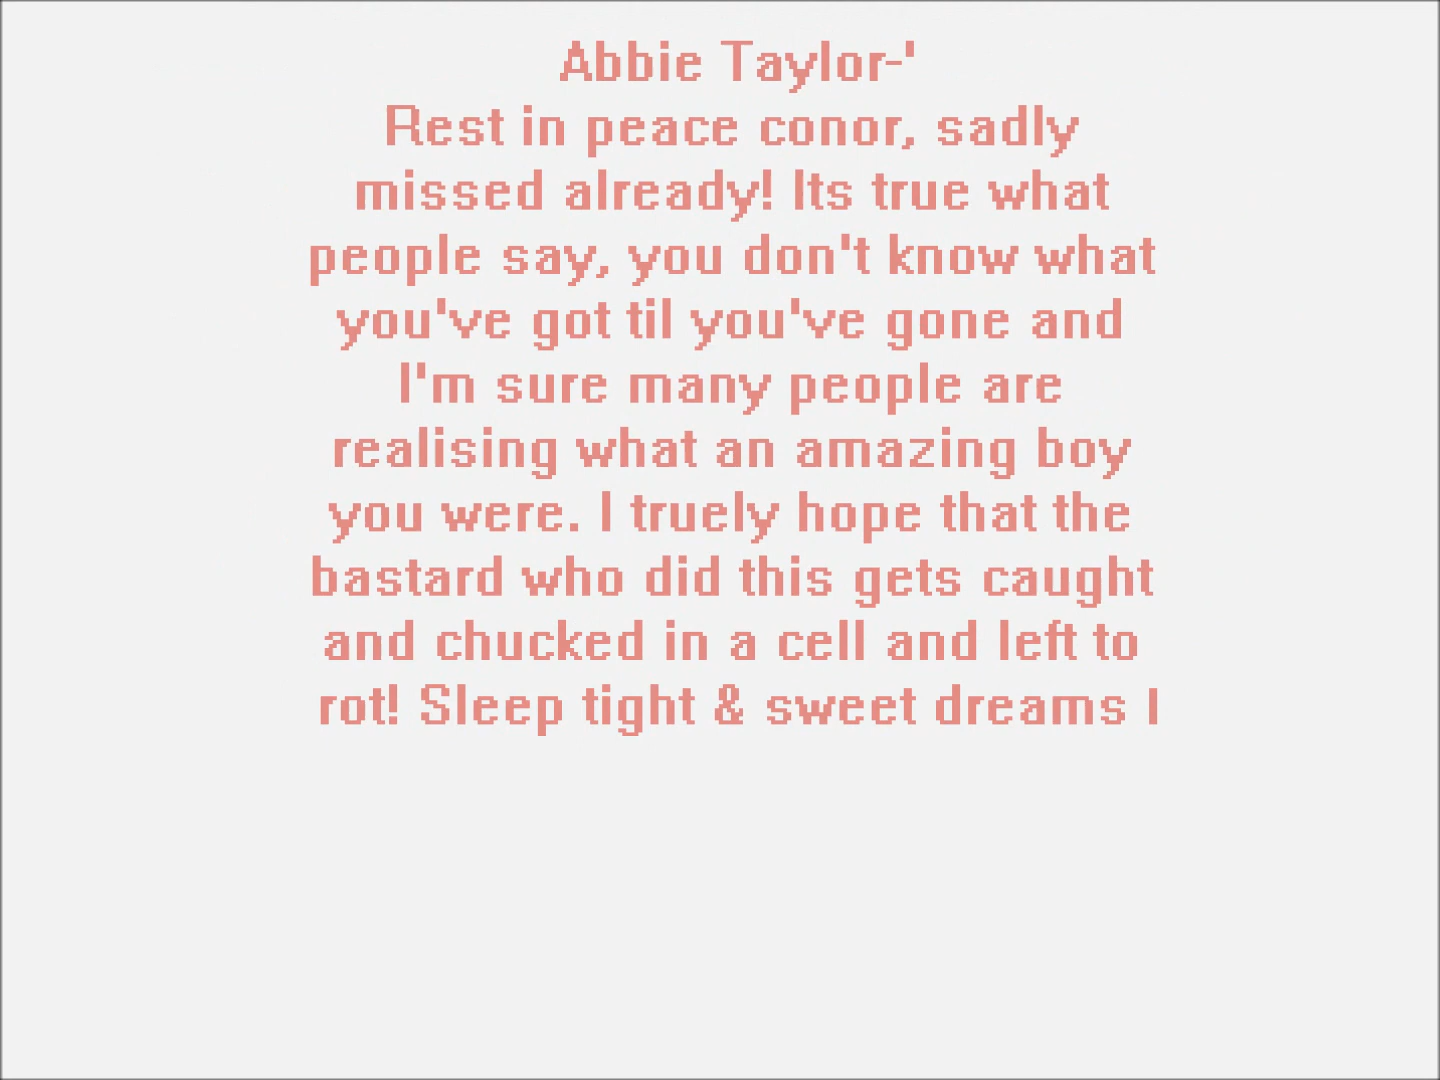 Abbie Taylor-'
Rest in peace conor, sadly
missed already! Its true what
people say, you don't know what
you've got til you've gone and
I'm sure many people are
realising what an amazing boy
you were. I truely hope that the
bastard who did this gets caught
and chucked in a cell and left to
rot! Sleep tight & sweet dreams I